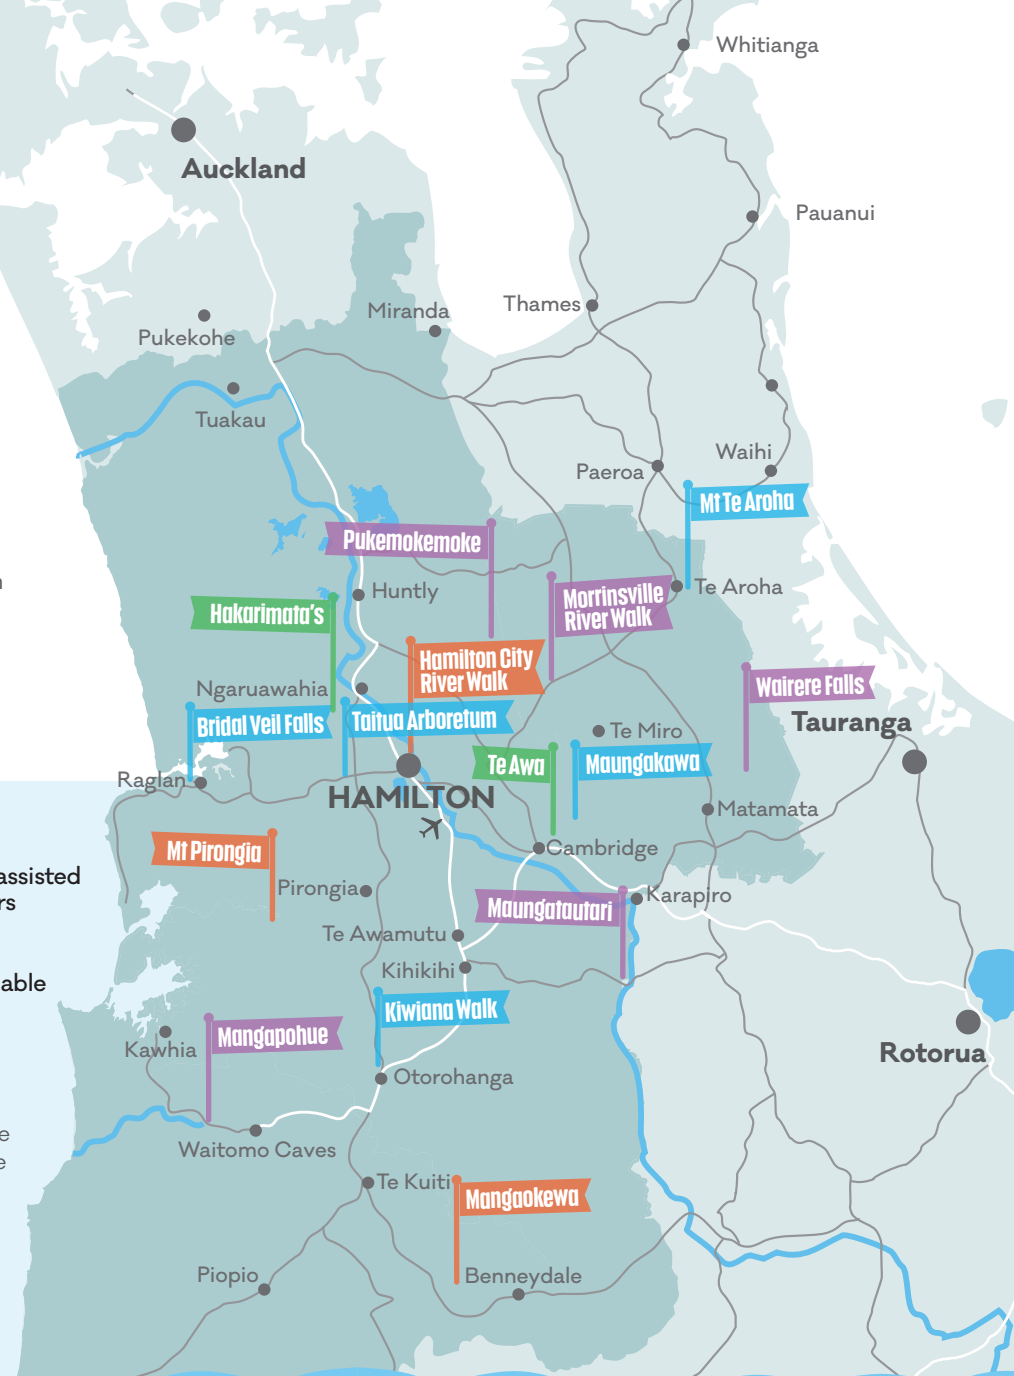 Whitianga
Auckland
Pauanui
Thames
Miranda
Pukekohe
Tuakau
Waihi
Paeroa
Mt Te Aroha
Pukemokemoke
Huntly
Te Aroha
Morrinsville
River Walk
Hakarimata's
Hamilton City
River Walk
Wairere Falls
Ngaruawahia
Bridal Veil Falls
Taitua Arboretum
Tauranga
Te Miro
Te Awa
Maungakawa
Raglan
HAMILTON
Matamata
Mt Pirongia
Cambridge
assisted
rs
Pirongia
Karapiro
Maungatautari
Te Awamutu
Kihikihi
able
Kiwiana Walk
Mangapohue
Kawhia
Rotorua
Otorohanga
e
e
Waitomo Caves
Te Kuiti
Mangaokewa
Piopio
Benneydale